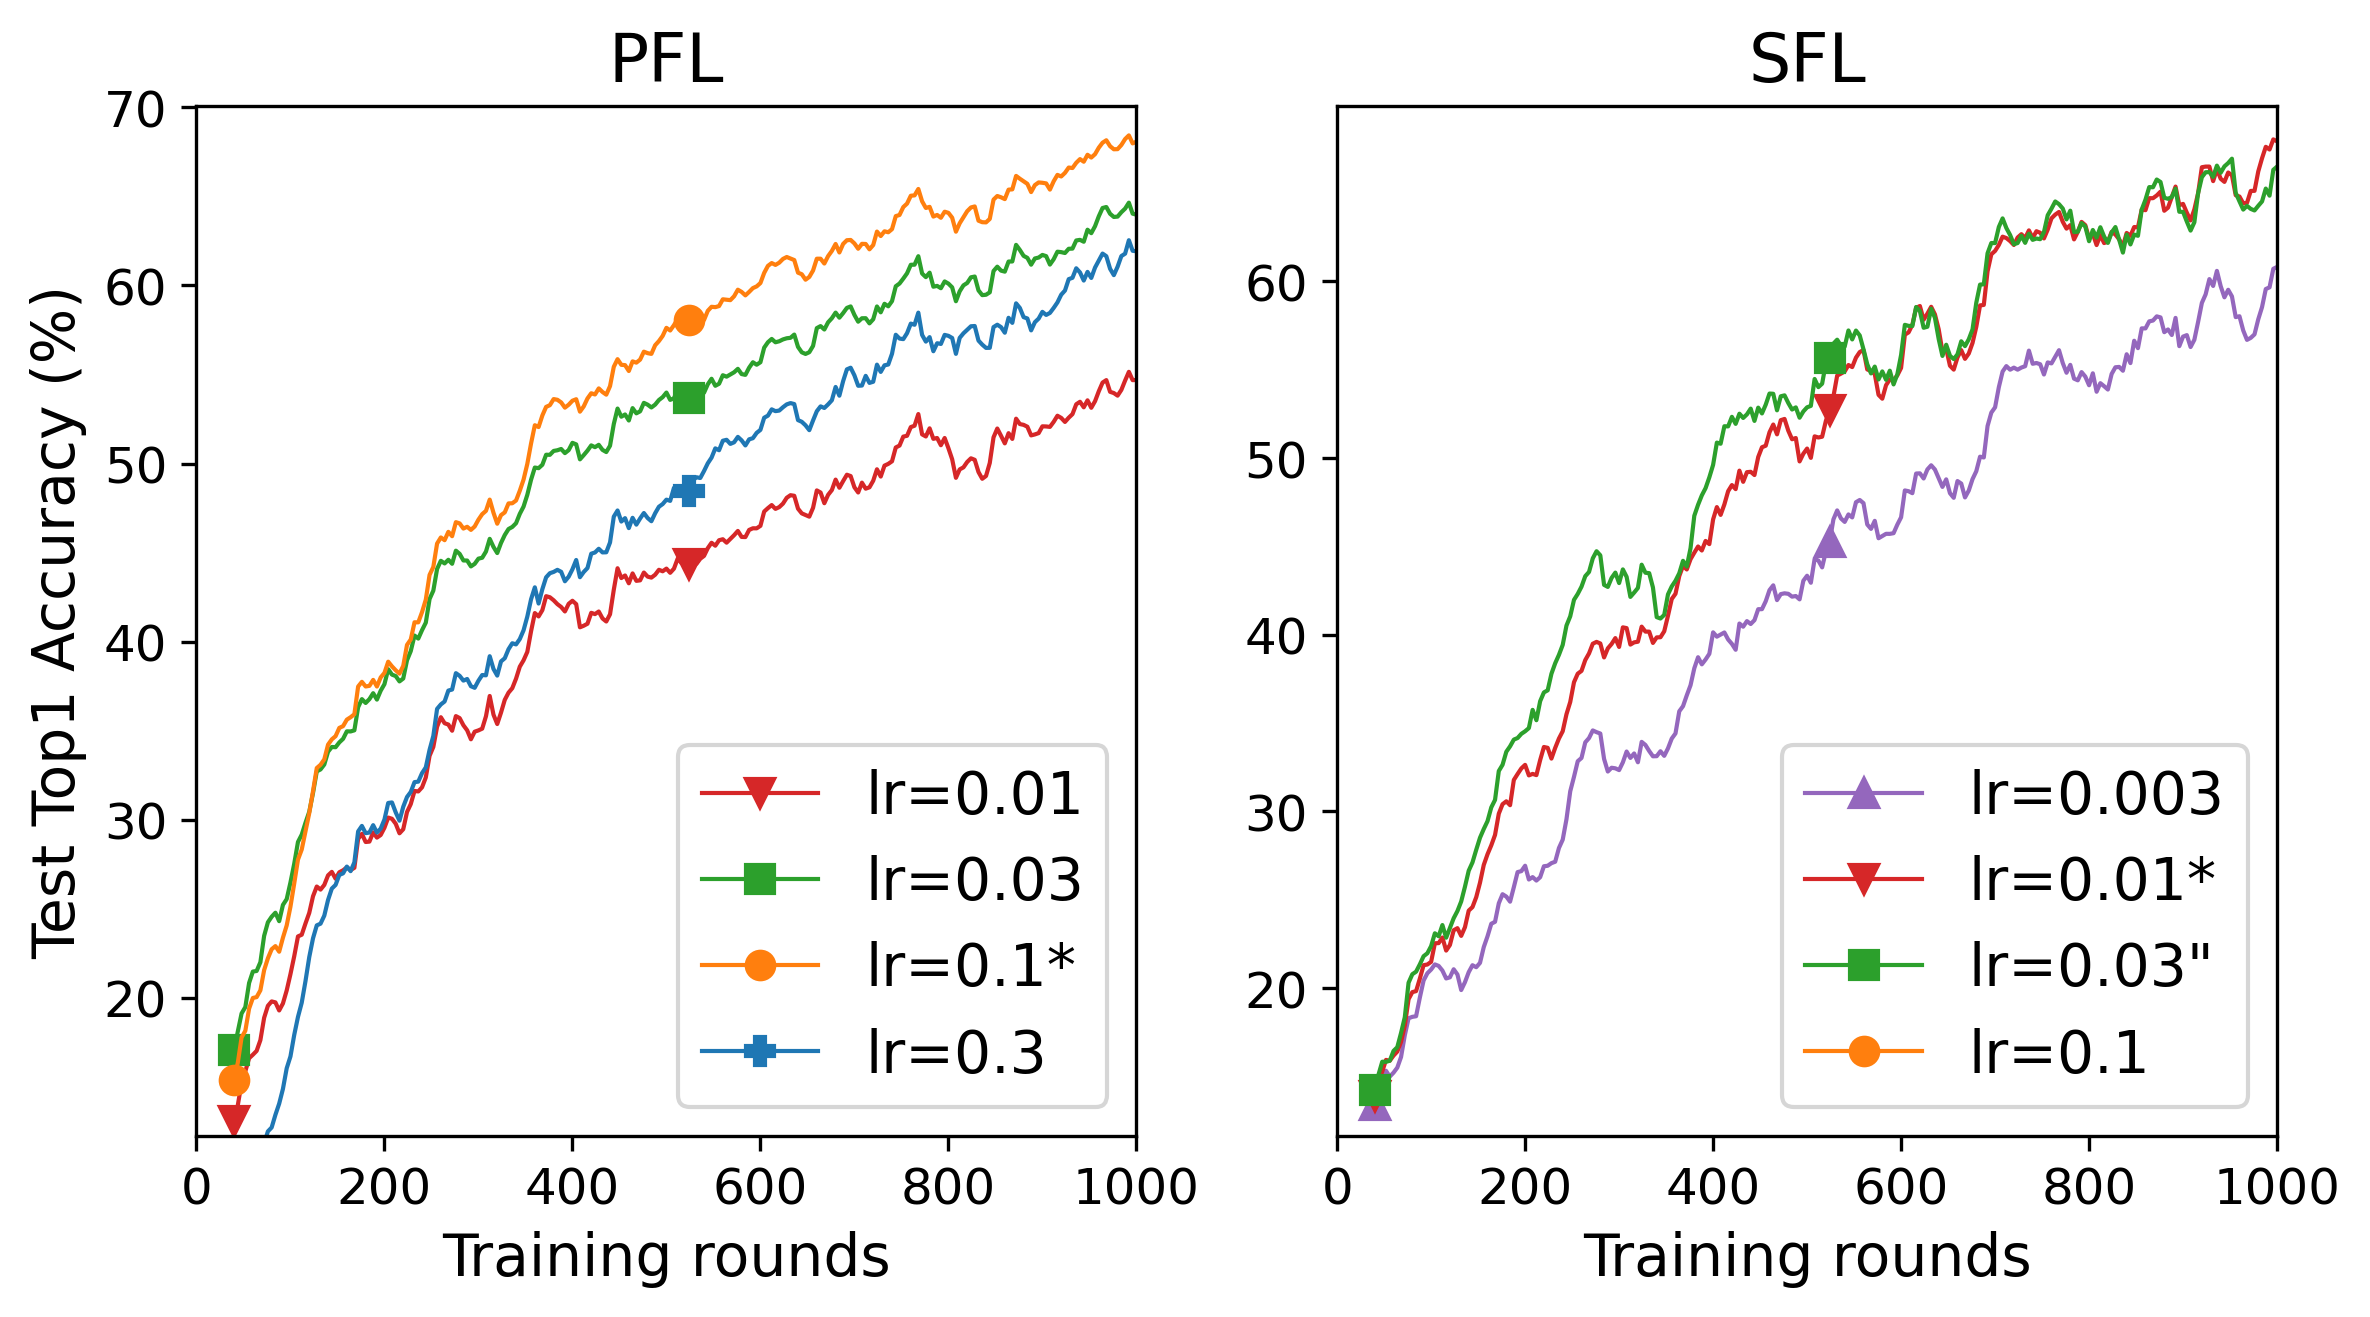 PFL
Test Top1 Accuracy (%)
70
60
50
40
30
20
0 200 400 600 800 1000
Training rounds
lr=0.01
lr=0.03
lr=0.1*
lr=0.3
SFL
60
50
40
30
20
0 200 400 600 800 1000
Training rounds
lr=0.003
lr=0.01*
lr=0.03"
lr=0.1